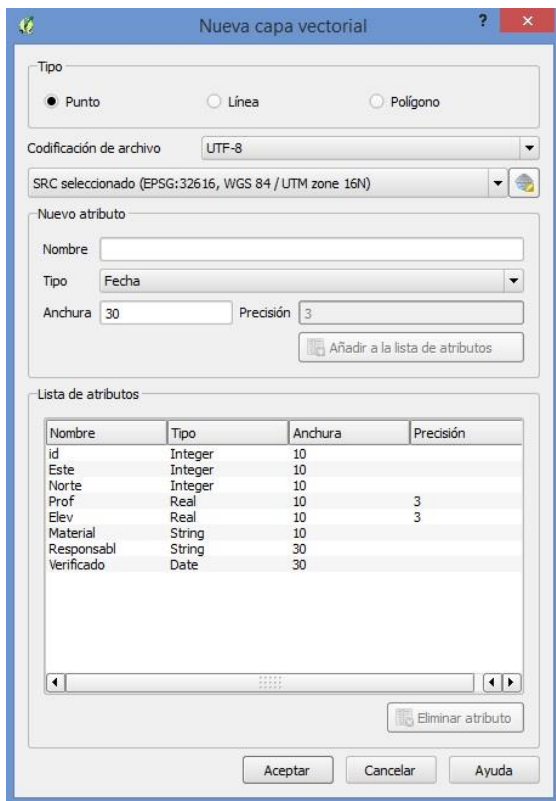 Nueva capa vectorial
?
×
Tipo
Punto
Línea
Polígono
Codificación de archivo UTF-8
SRC seleccionado (EPSG:32616, WGS 84 / UTM zone 16N)
Nuevo atributo
Nombre
Tipo Fecha
Anchura 30 Precisión 3
Añadir a la lista de atributos
Lista de atributos
Nombre Tipo Anchura Precisión
id Integer 10
Este Integer 10
Norte Integer 10
Prof Real 10 3
Elev Real 10 3
Material String 10
Responsabl String 30
Verificado Date 30
Eliminar atributo
Aceptar Cancelar Ayuda